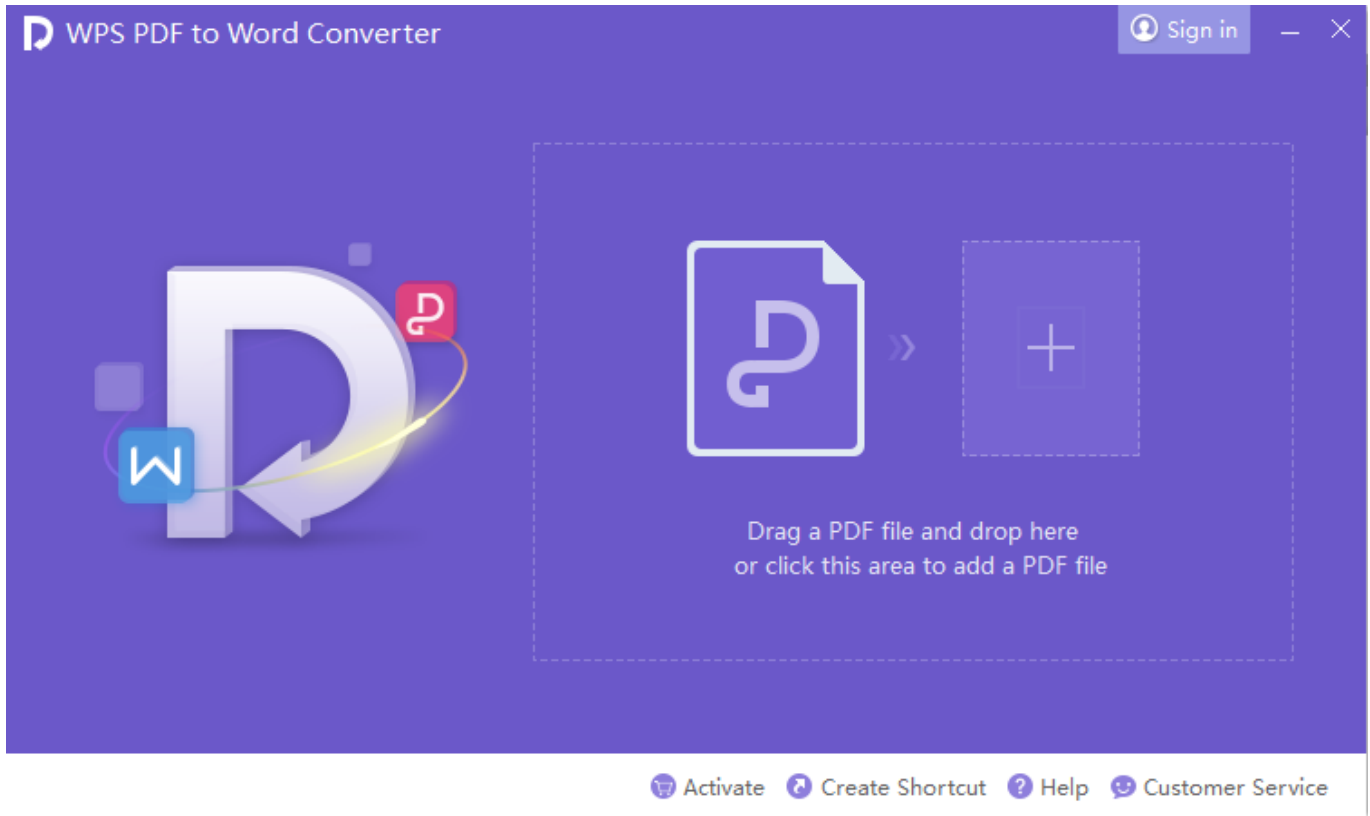 WPS PDF to Word Converter
Sign in
Drag a PDF file and drop here
or click this area to add a PDF file
Activate Create Shortcut Help Customer Service